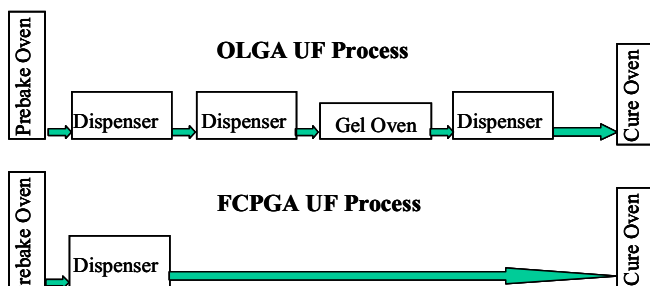 OLGA UF Process
Prebake Oven
Dispenser
Dispenser
Gel Oven
Dispenser
Cure Oven
FCPGA UF Process
rebake Oven
Dispenser
Cure Oven